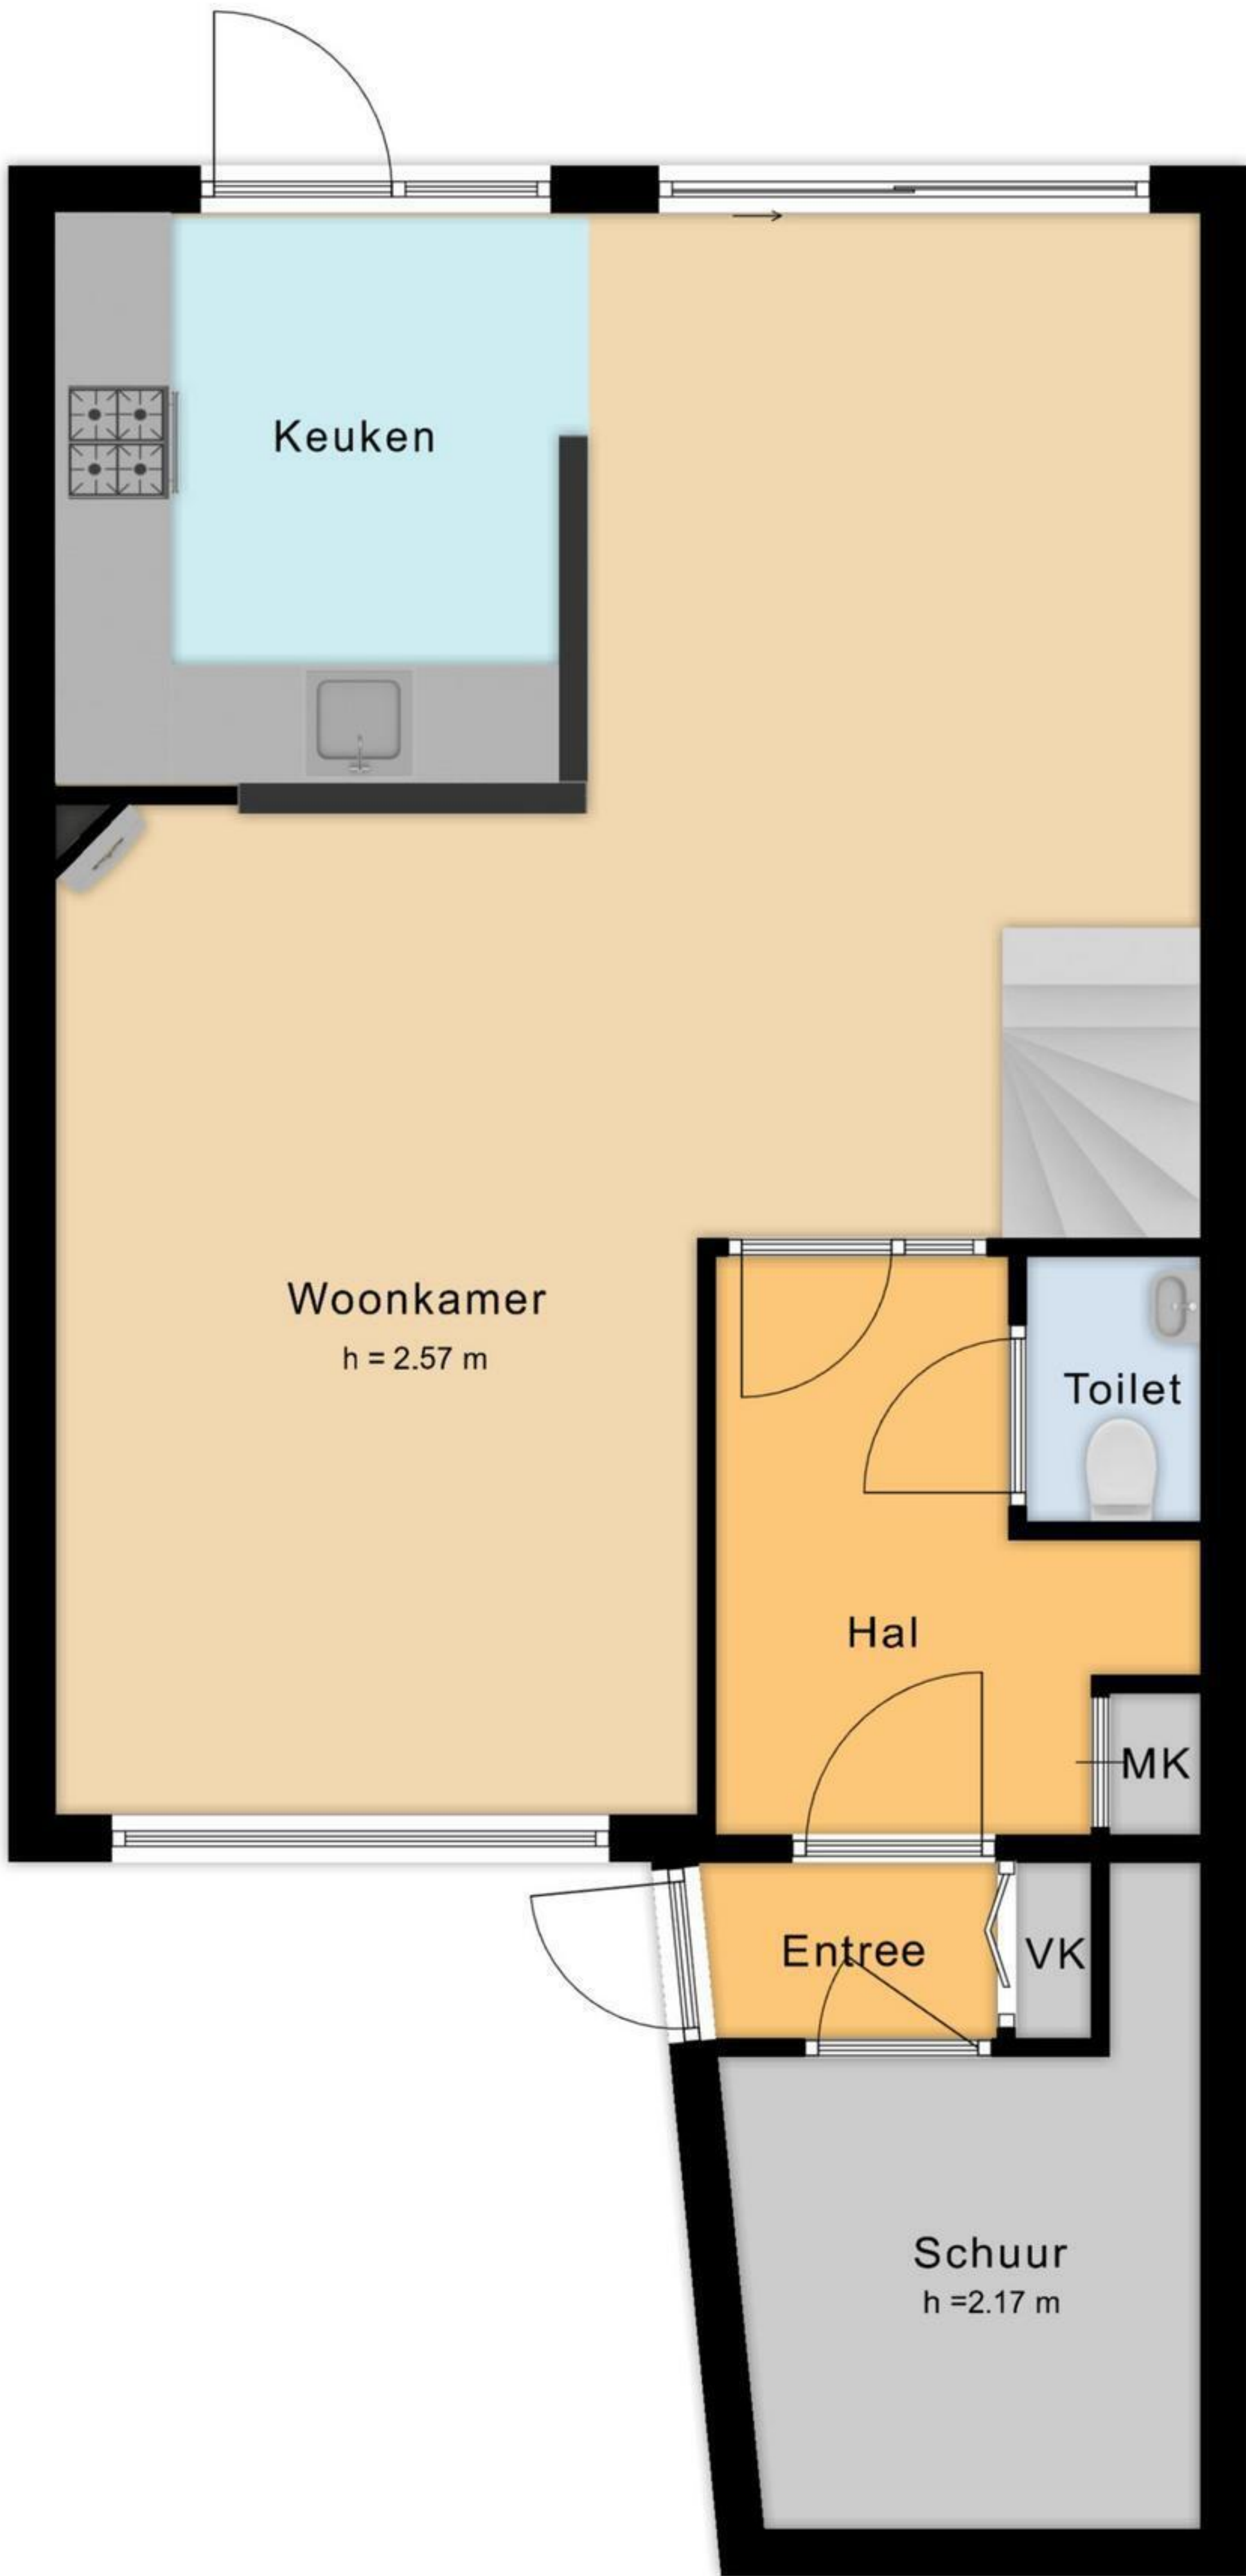 Keuken
Woonkamer
h = 2.57 m
Toilet
Hal
MK
Entree
VK
Schuur
h =2.17 m